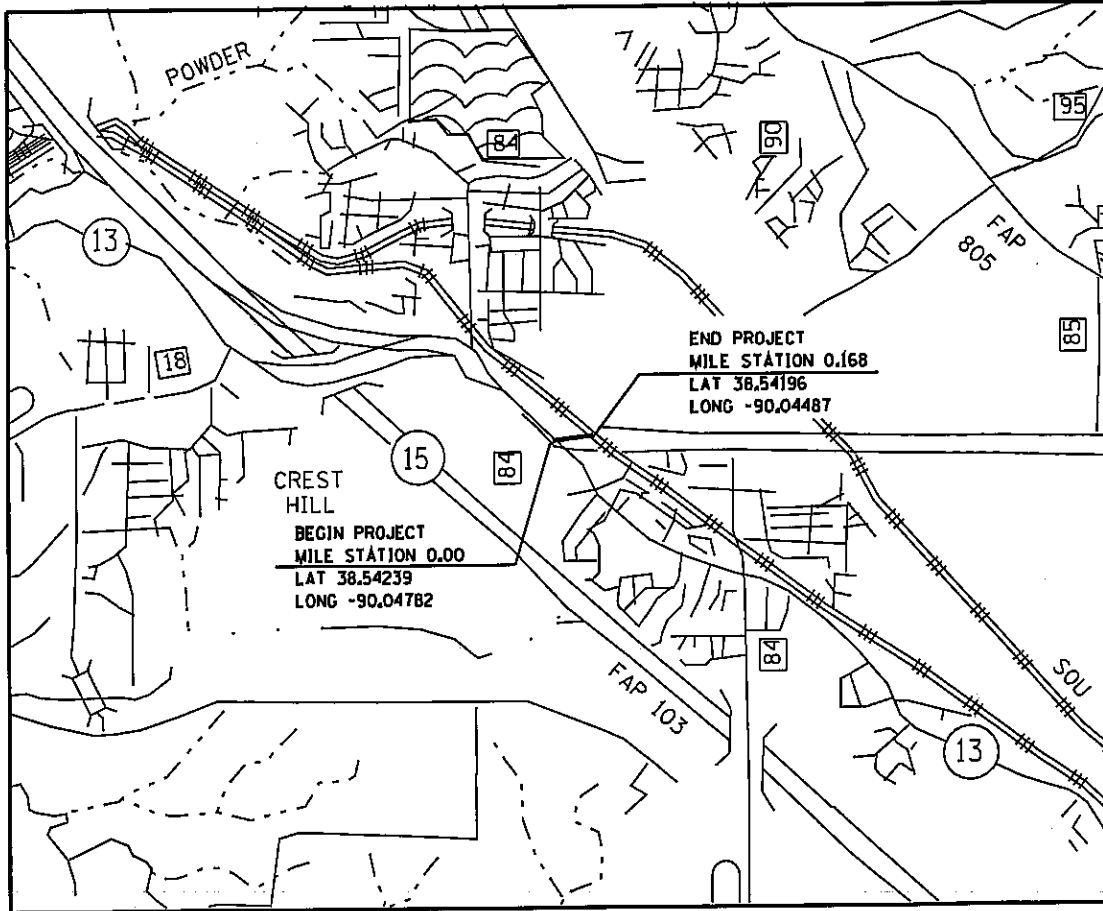 POWDER
84
90
95
13
FAP
805
18
85
END PROJECT
MILE STATION 0.168
LAT 38.54196
LONG -90.04487
15
84
CREST
HILL
BEGIN PROJECT
MILE STATION 0.00
LAT 38.54239
LONG -90.04782
84
FAP 103
SOU
13